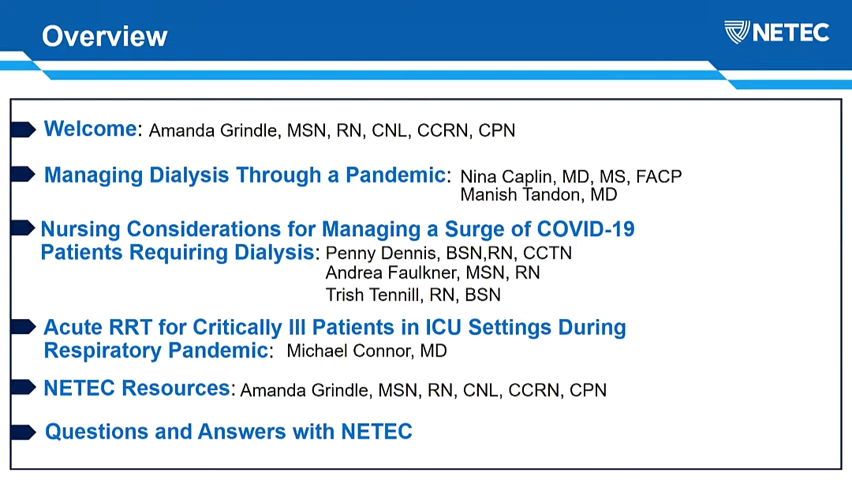 Overview
NETEC
Welcome: Amanda Grindle, MSN, RN, CNL, CCRN, CPN
Managing Dialysis Through a Pandemic: Nina Caplin, MD, MS, FACP
Manish Tandon, MD
Nursing Considerations for Managing a Surge of COVID-19
Patients Requiring Dialysis: Penny Dennis, BSN,RN, CCTN
Andrea Faulkner, MSN, RN
Trish Tennill, RN, BSN
Acute RRT for Critically Ill Patients in ICU Settings During
Respiratory Pandemic: Michael Connor, MD
NETEC Resources: Amanda Grindle, MSN, RN, CNL, CCRN, CPN
Questions and Answers with NETEC